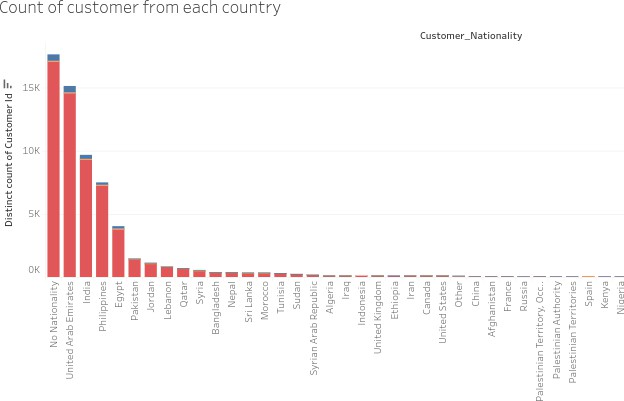 Count of customer from each country
Customer_Nationality
Distinct count of Customer Id
15K
10K
5K
0K
No Nationality
United Arab Emirates
India
Philippines
Egypt
Pakistan
Jordan
Lebanon
Qatar
Syria
Bangladesh
Nepal
Sri Lanka
Morocco
Tunisia
Sudan
Syrian Arab Republic
Algeria
Iraq
Indonesia
United Kingdom
Ethiopia
Iran
Canada
United States
Other
China
Afghanistan
France
Russia
Palestinian Territory, Occ..
Palestinian Authority
Palestinian Territories
Spain
Kenya
Nigeria